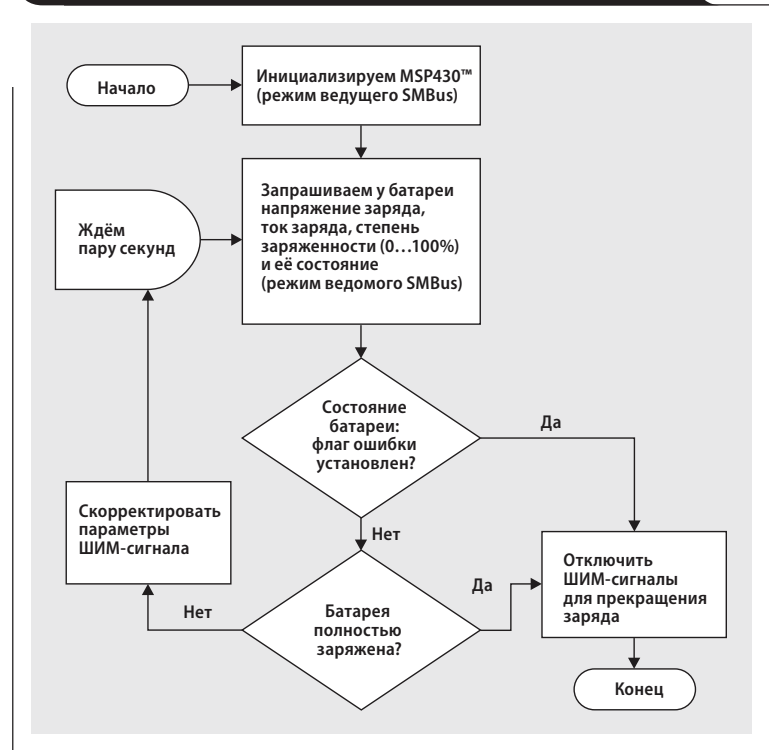 Начало
Инициализируем MSP430™
(режим ведущего SMBus)
Ждём
пару секунд
Запрашиваем у батареи
напряжение заряда,
ток заряда, степень
заряженности (0…100%)
и её состояние
(режим ведомого SMBus)
Состояние
батареи:
флаг ошибки
установлен?
Да
Нет
Скорректировать
параметры
ШИМ-сигнала
Нет
Батарея
полностью
заряжена?
Да
Отключить
ШИМ-сигналы
для прекращения
заряда
Конец